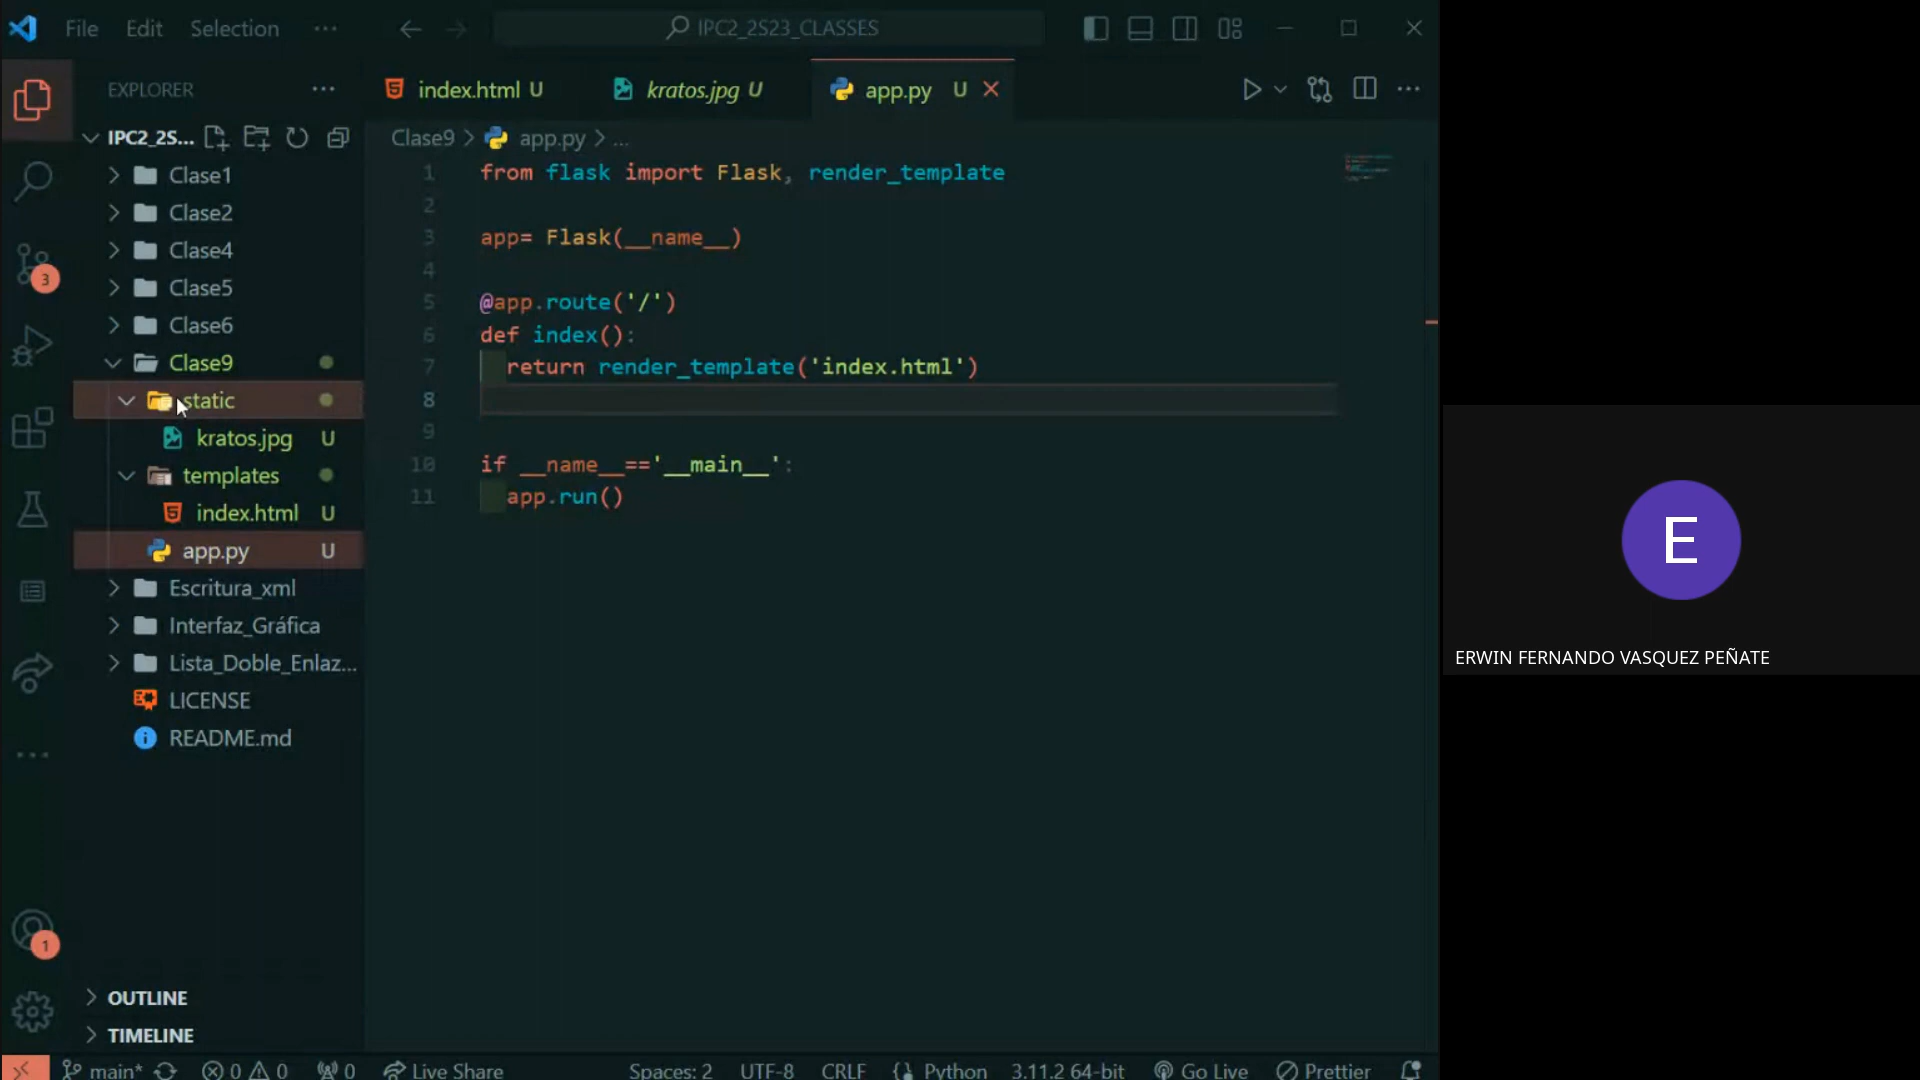 File Edit Selection ···
IPC2_2S23_CLASSES
EXPLORER ···
IPC2_2S...
Clase1
Clase2
Clase4
Clase5
Clase6
Clase9
static
kratos.jpg U
templates
index.html U
app.py U
Escritura_xml
Interfaz_Gráfica
Lista_Doble_Enlaz...
LICENSE
README.md
OUTLINE
TIMELINE
3
1
index.html U
kratos.jpg U
app.py U
Clase9 > app.py > ...
1 from flask import Flask, render_template
2
3 app= Flask(__name__)
4
5 @app.route('/')
6 def index():
7 return render_template('index.html')
8
9
10 if __name__=='__main__':
11 app.run()
main* 0 0 0 Live Share Spaces: 2 UTF-8 CRLF Python 3.11.2 64-bit Go Live Prettier
E
ERWIN FERNANDO VASQUEZ PEÑATE